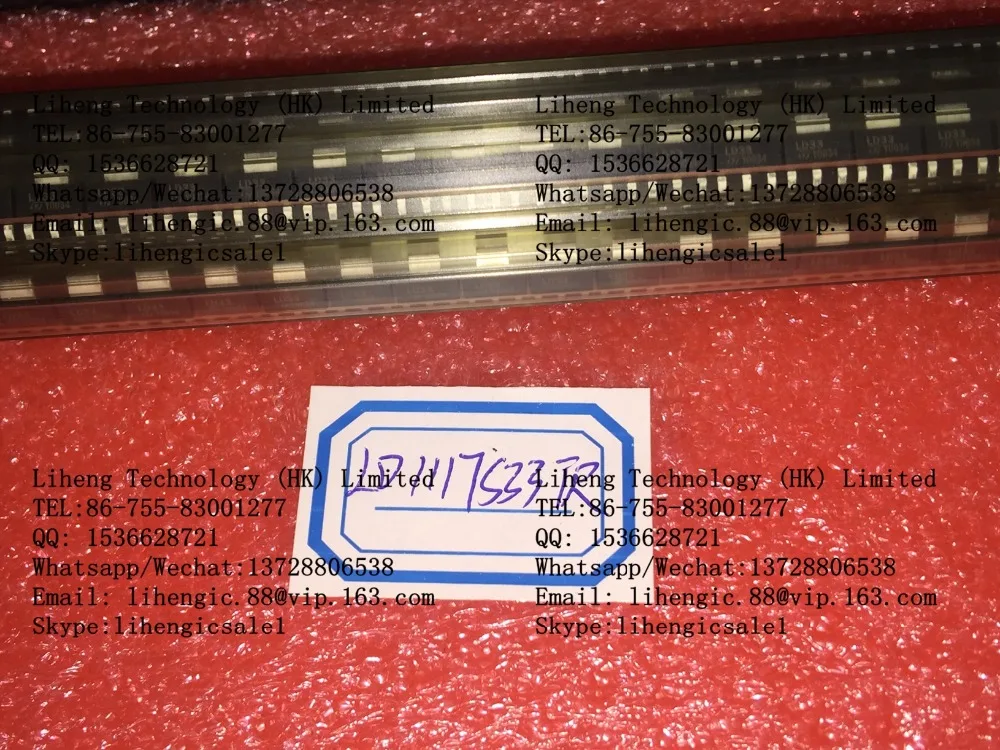 Liheng Technology (HK) Limited
TEL:86-755-83001277
QQ: 1536628721
Whatsapp/Wechat:13728806538
Email: lihengic.88@vip.163.com
Skype:lihengicsale1
Liheng Technology (HK) Limited
TEL:86-755-83001277
QQ: 1536628721
Whatsapp/Wechat:13728806538
Email: lihengic.88@vip.163.com
Skype:lihengicsale1
LD33
LD33
LD1117S33TR
Liheng Technology (HK) Limited
TEL:86-755-83001277
QQ: 1536628721
Whatsapp/Wechat:13728806538
Email: lihengic.88@vip.163.com
Skype:lihengicsale1
Liheng Technology (HK) Limited
TEL:86-755-83001277
QQ: 1536628721
Whatsapp/Wechat:13728806538
Email: lihengic.88@vip.163.com
Skype:lihengicsale1